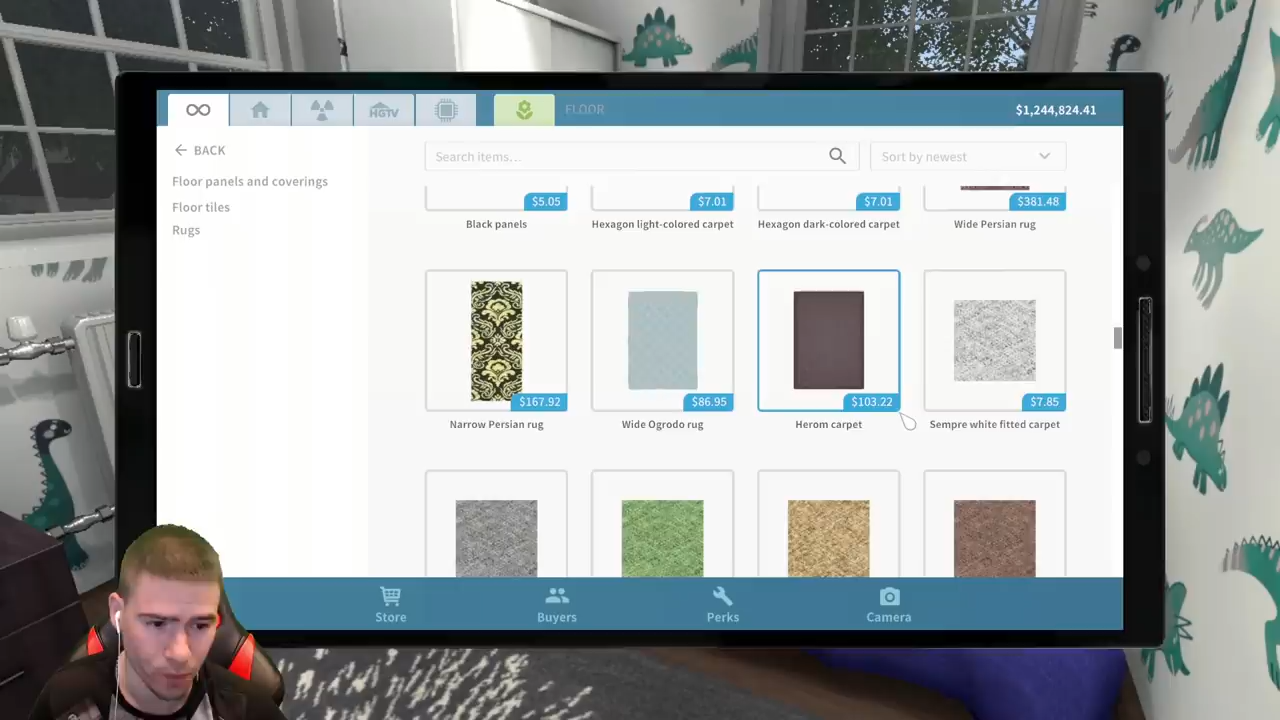 ∞
HGTV
FLOOR
$1,244,824.41
BACK
Search items...
Sort by newest
Floor panels and coverings
Floor tiles
Rugs
$5.05
$7.01
$7.01
$381.48
Black panels
Hexagon light-colored carpet
Hexagon dark-colored carpet
Wide Persian rug
$167.92
$86.95
$103.22
$7.85
Narrow Persian rug
Wide Ogrodo rug
Herom carpet
Sempre white fitted carpet
Store
Buyers
Perks
Camera